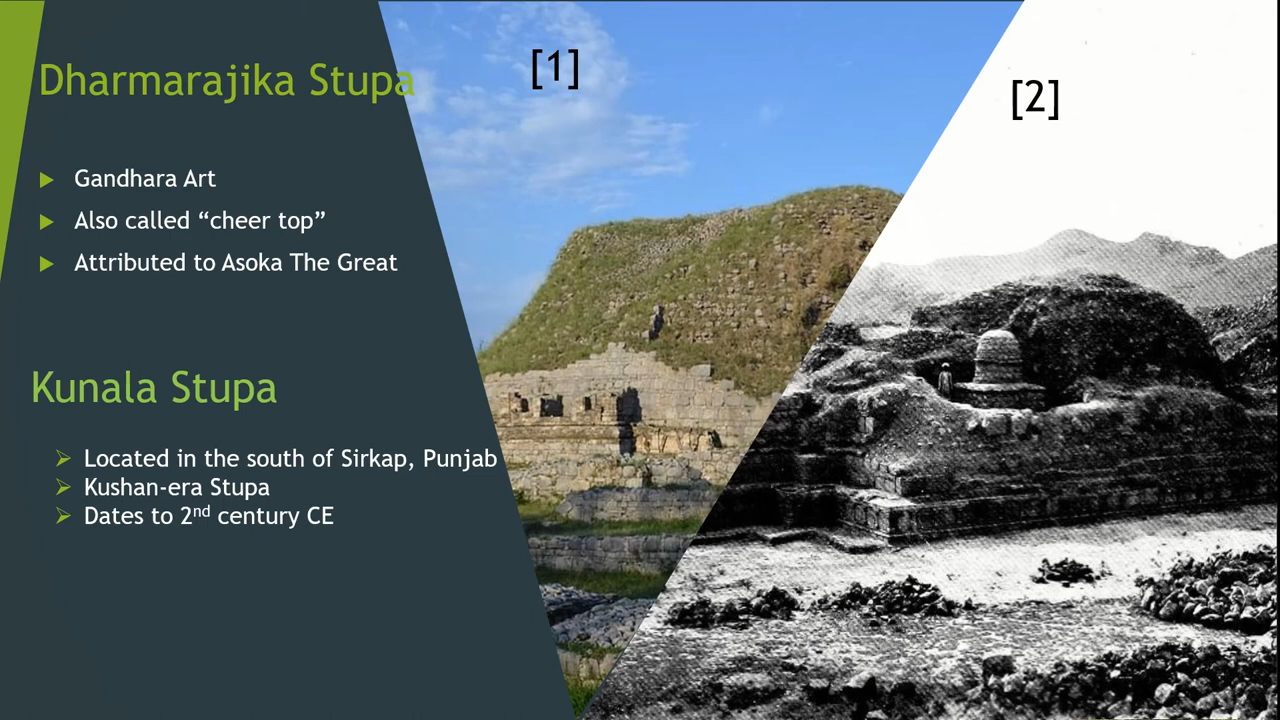 Dharmarajika Stupa
Gandhara Art
Also called “cheer top”
Attributed to Asoka The Great
Kunala Stupa
Located in the south of Sirkap, Punjab
Kushan-era Stupa
Dates to 2nd century CE
[1]
[2]